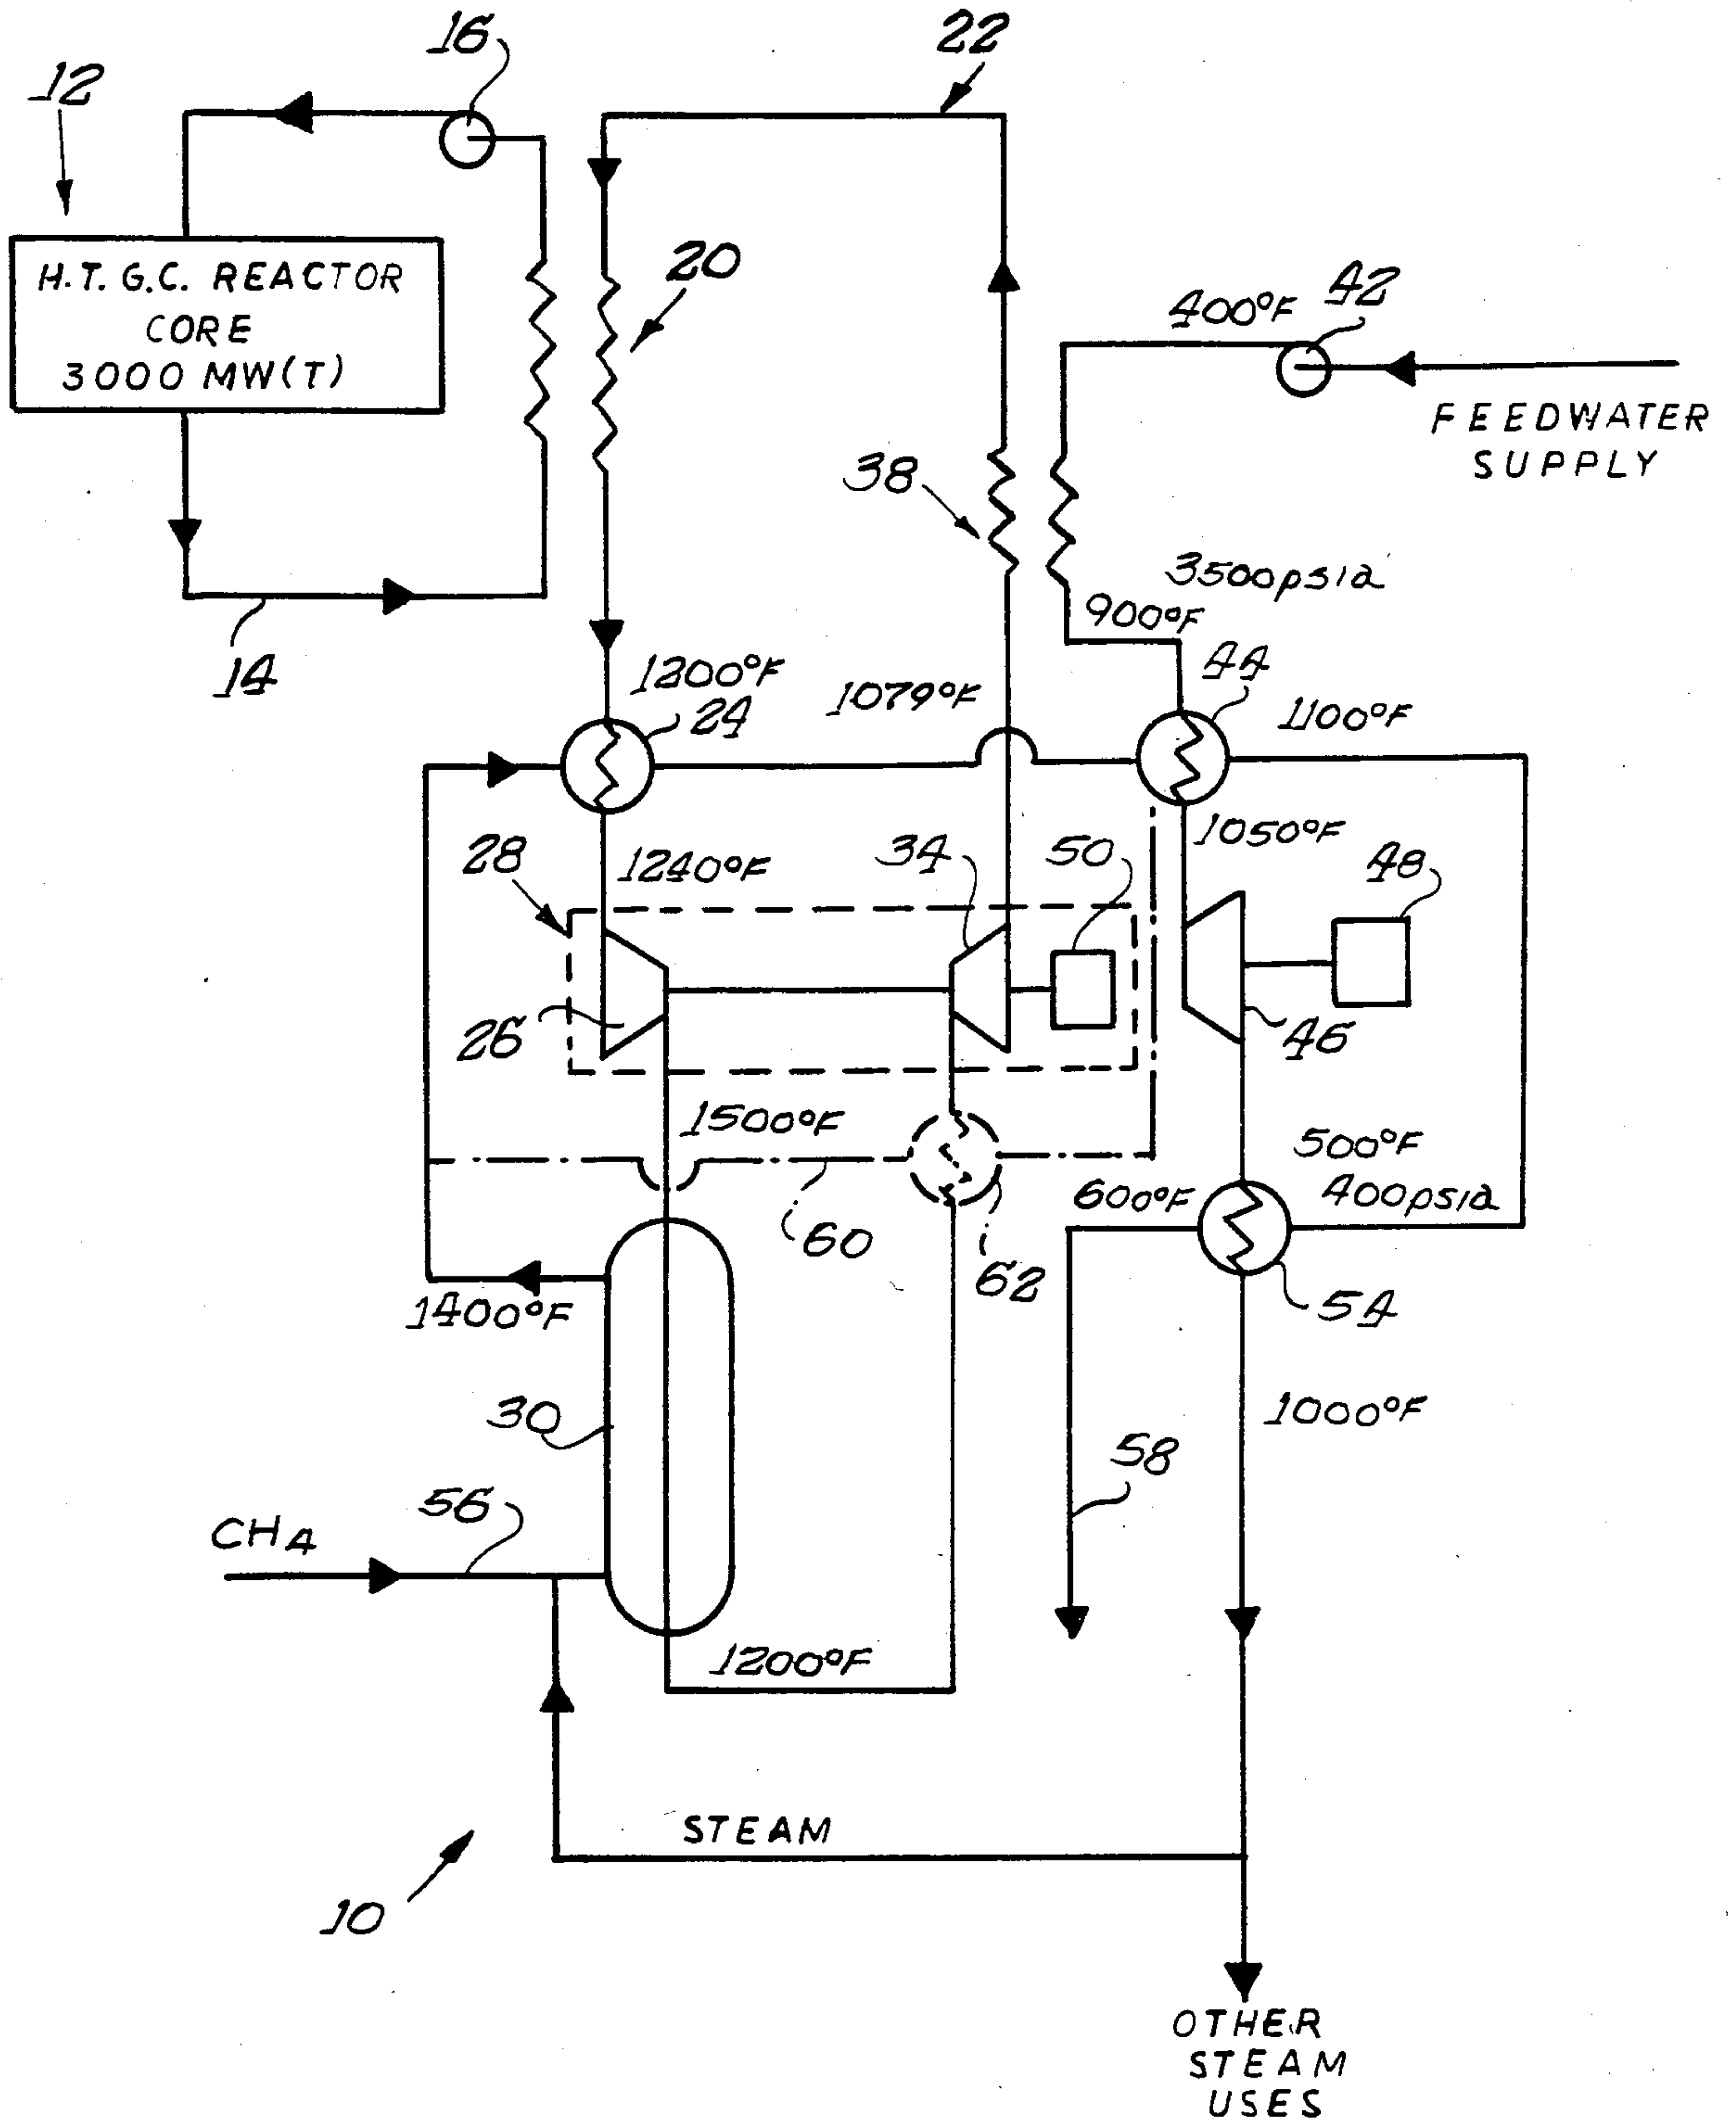 16
22
12
H.T. G.C. REACTOR
CORE
3000 MW(T)
20
400°F
42
FEEDWATER
SUPPLY
38
3500psia
900°F
14
1200°F
24
1079°F
44
1100°F
1050°F
28
1240°F
34
50
48
26
46
1500°F
500°F
400psia
600°F
60
62
54
1400°F
30
1000°F
58
56
CH4
1200°F
STEAM
10
OTHER
STEAM
USES